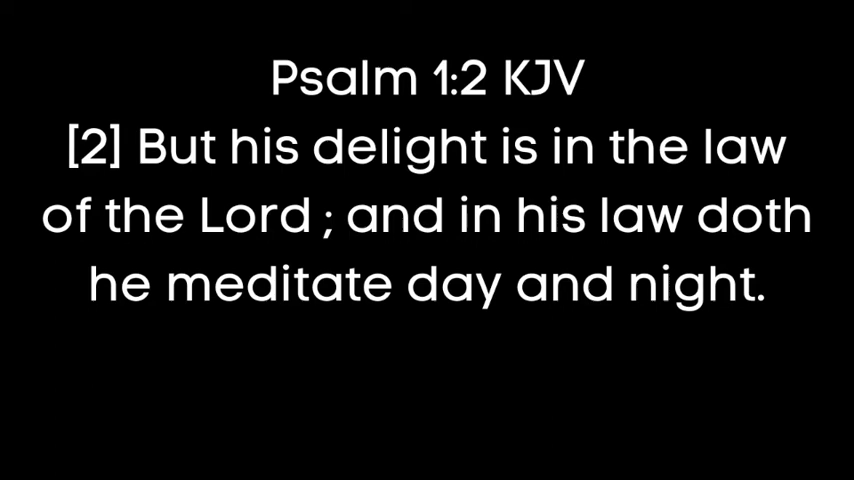 Psalm 1:2 KJV
[2] But his delight is in the law
of the Lord ; and in his law doth
he meditate day and night.